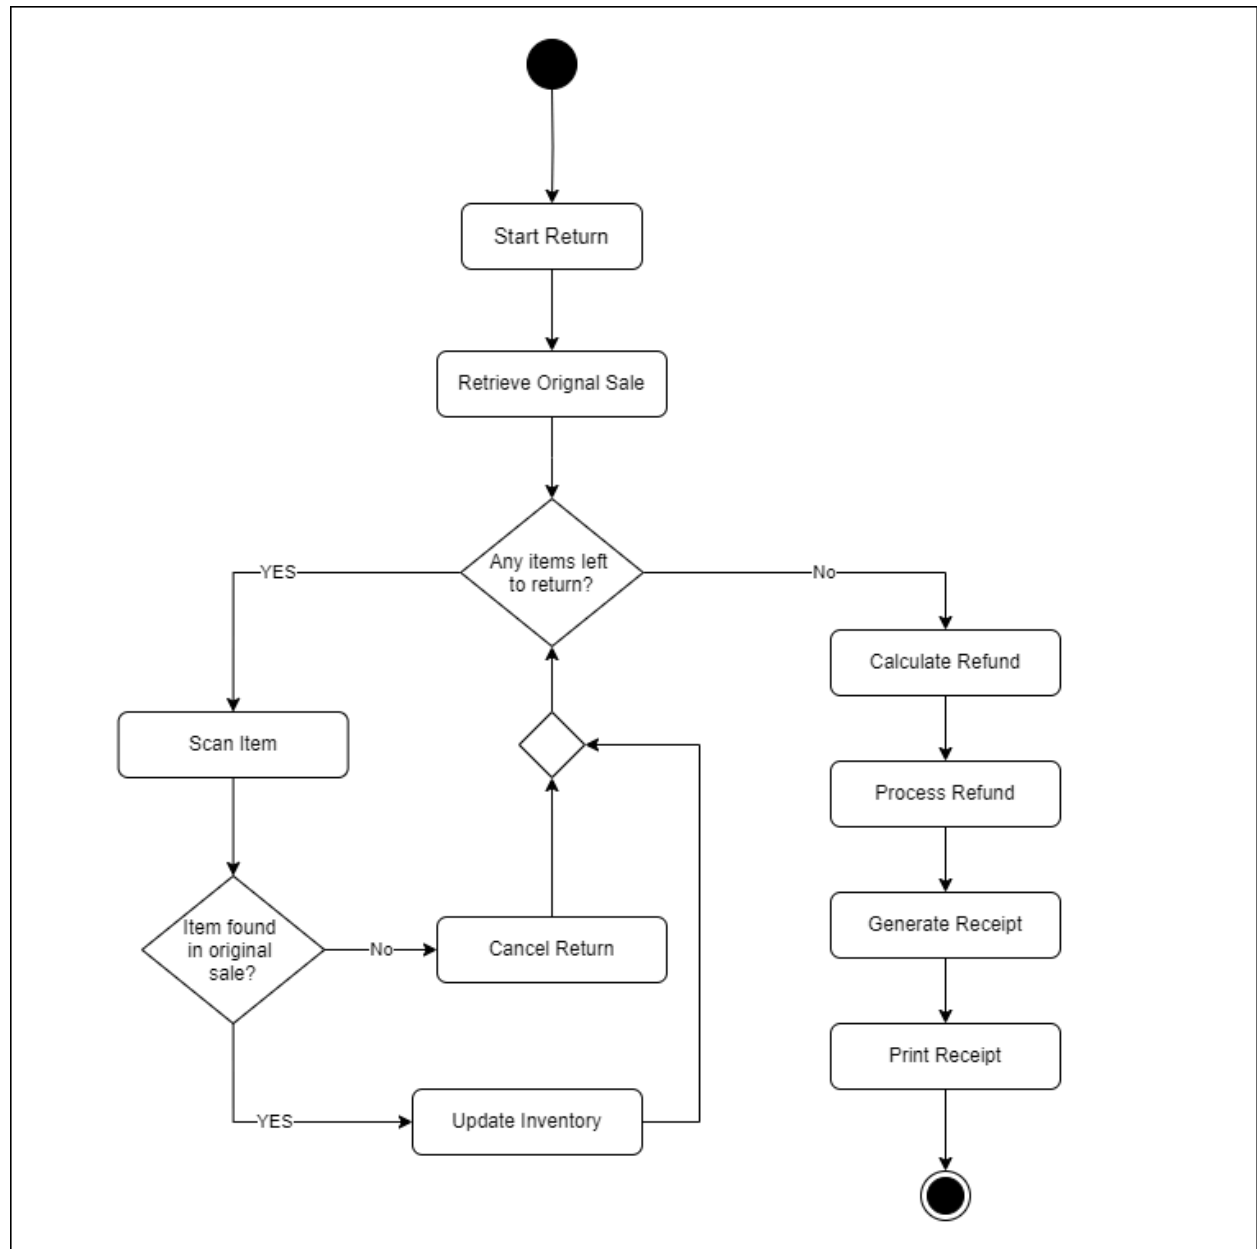 Start Return
Retrieve Orignal Sale
Any items left
to return?
YES
No
Calculate Refund
Scan Item
Process Refund
Item found
in original
sale?
No
Cancel Return
Generate Receipt
Print Receipt
YES
Update Inventory